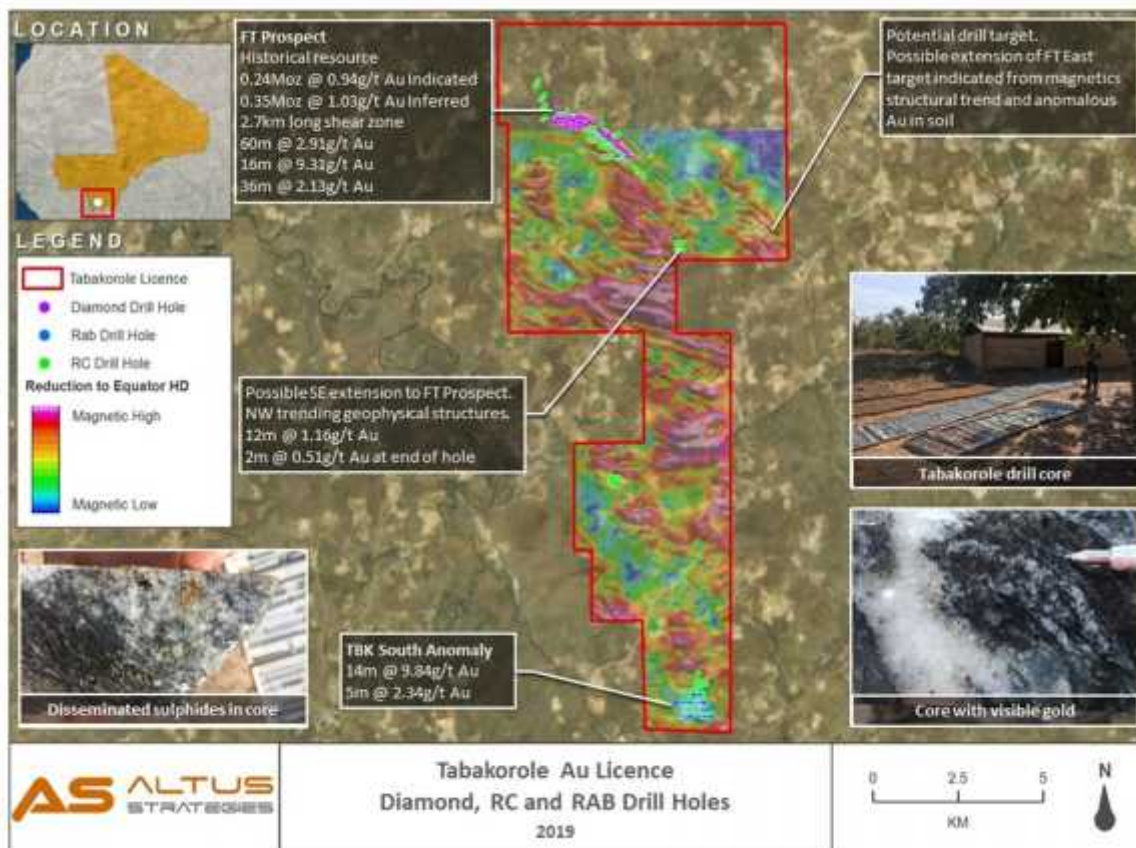 LOCATION
FT Prospect
Historical resource
0.24Moz @ 0.94g/t Au Indicated
0.35Moz @ 1.03g/t Au Inferred
2.7km long shear zone
60m @ 2.91g/t Au
16m @ 9.31g/t Au
36m @ 2.13g/t Au
Potential drill target.
Possible extension of FT East
target indicated from magnetics
structural trend and anomalous
Au in soil
LEGEND
Tabakorole Licence
Diamond Drill Hole
Rab Drill Hole
RC Drill Hole
Reduction to Equator HD
Magnetic High
Magnetic Low
Possible SE extension to FT Prospect.
NW trending geophysical structures.
12m @ 1.16g/t Au
2m @ 0.51g/t Au at end of hole
Tabakorole drill core
TBK South Anomaly
14m @ 9.84g/t Au
5m @ 2.34g/t Au
Disseminated sulphides in core
Core with visible gold
AS ALTUS
STRATEGIES
Tabakorole Au Licence
Diamond, RC and RAB Drill Holes
2019
0 2.5 5
KM
N